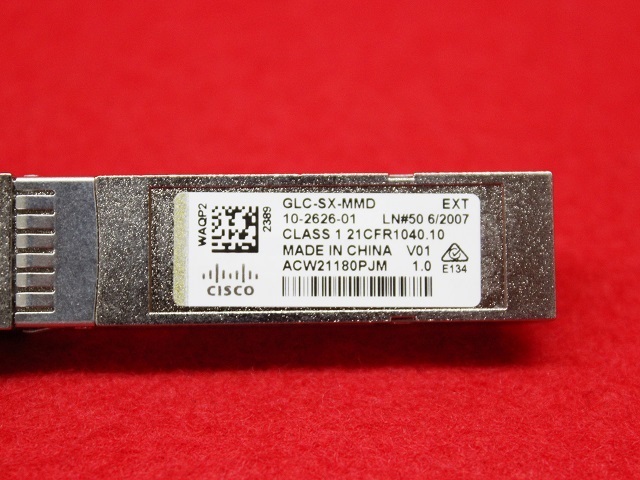 WAQP2
2389
CISCO
GLC-SX-MMD EXT
10-2626-01 LN#50 6/2007
CLASS 1 21CFR1040.10
MADE IN CHINA V01
ACW21180PJM 1.0
E134